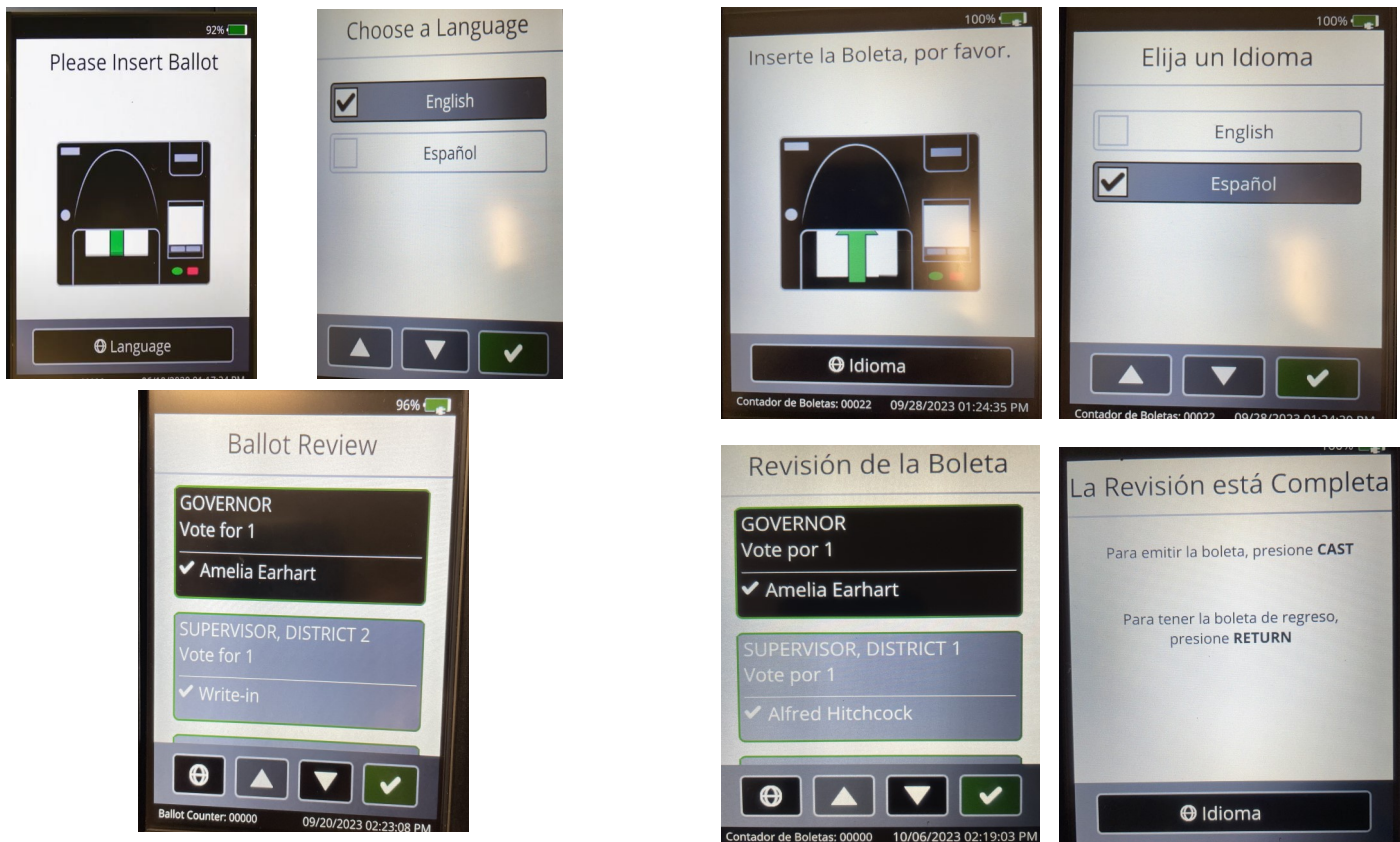 92%
Please Insert Ballot
Language
Choose a Language
English
Español
96%
Ballot Review
GOVERNOR
Vote for 1
Amelia Earhart
SUPERVISOR, DISTRICT 2
Vote for 1
Write-in
Ballot Counter: 00000 09/20/2023 02:23:08 PM
100%
Inserte la Boleta, por favor.
Idioma
Contador de Boletas: 00022 09/28/2023 01:24:35 PM
100%
Elija un Idioma
English
Español
Contador de Boletas: 00022
Revisión de la Boleta
GOVERNOR
Vote por 1
Amelia Earhart
SUPERVISOR, DISTRICT 1
Vote por 1
Alfred Hitchcock
Contador de Boletas: 00000 10/06/2023 02:19:03 PM
La Revisión está Completa
Para emitir la boleta, presione CAST
Para tener la boleta de regreso,
presione RETURN
Idioma